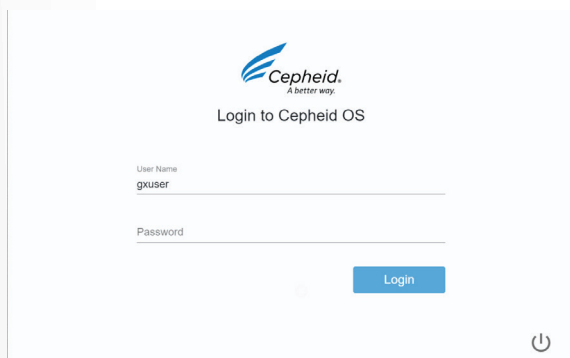 Cepheid.
A better way.
Login to Cepheid OS
User Name
gxuser
Password
Login